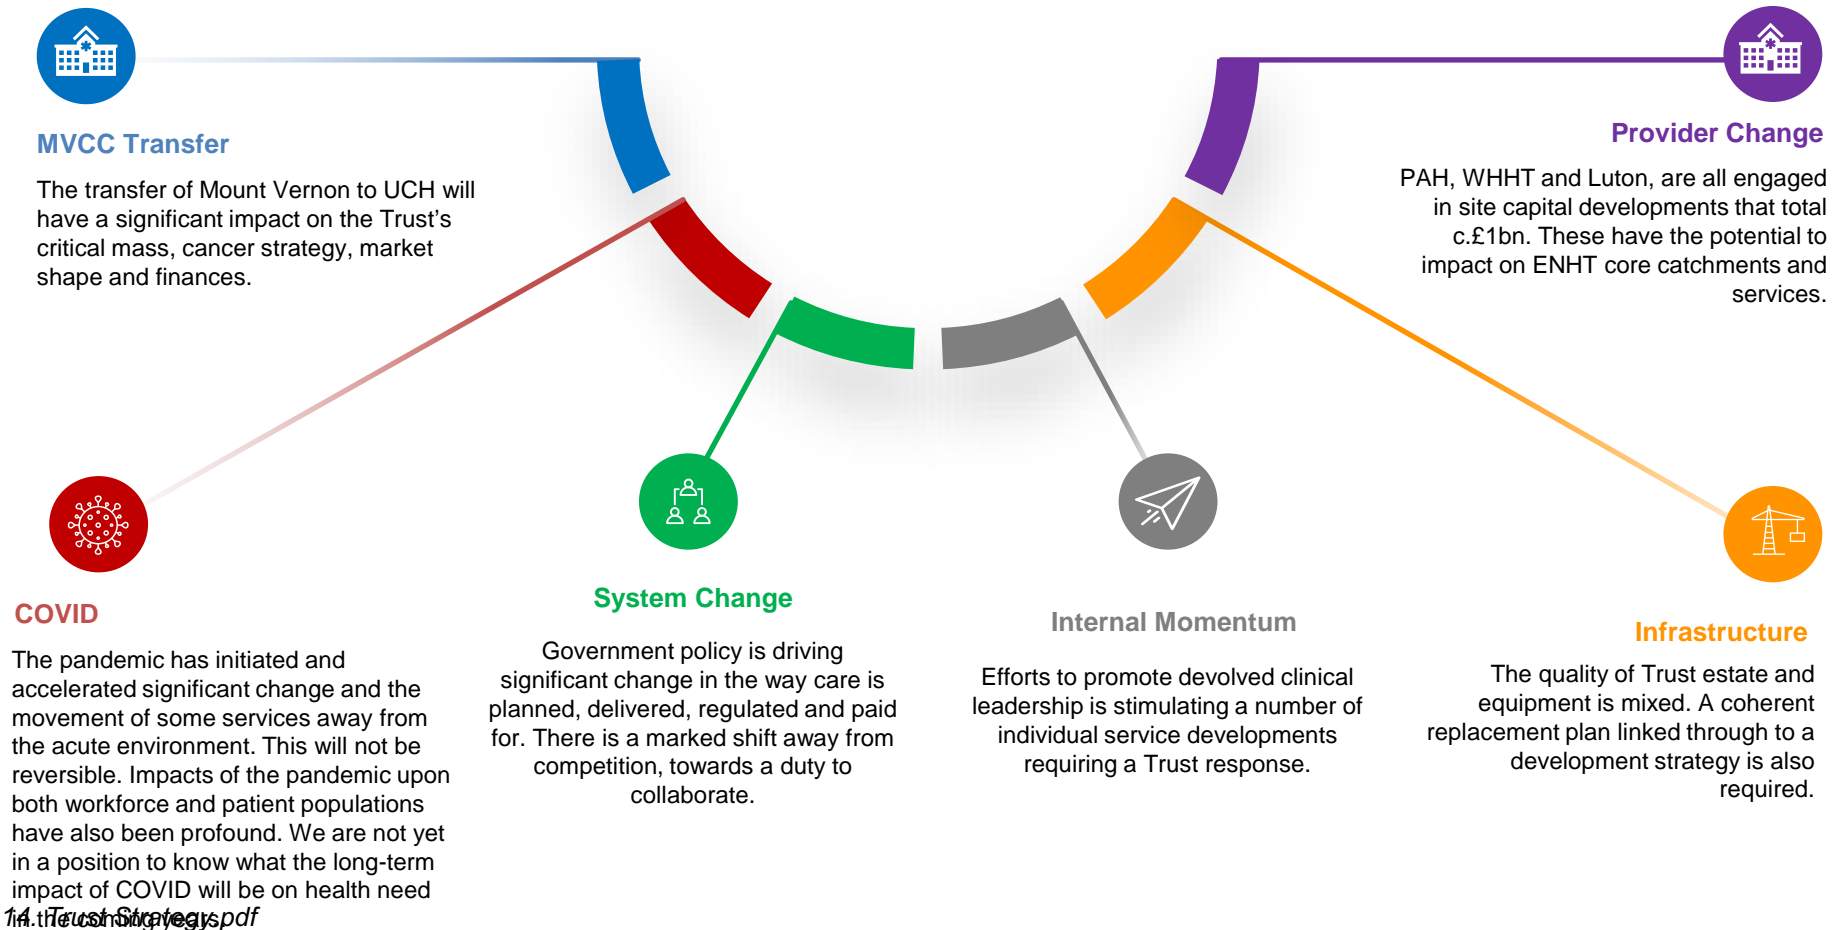 MVCC Transfer
The transfer of Mount Vernon to UCH will
have a significant impact on the Trust’s
critical mass, cancer strategy, market
shape and finances.
Provider Change
PAH, WHHT and Luton, are all engaged
in site capital developments that total
c.£1bn. These have the potential to
impact on ENHT core catchments and
services.
COVID
The pandemic has initiated and
accelerated significant change and the
movement of some services away from
the acute environment. This will not be
reversible. Impacts of the pandemic upon
both workforce and patient populations
have also been profound. We are not yet
in a position to know what the long-term
impact of COVID will be on health need
in the coming years.
System Change
Government policy is driving
significant change in the way care is
planned, delivered, regulated and paid
for. There is a marked shift away from
competition, towards a duty to
collaborate.
Internal Momentum
Efforts to promote devolved clinical
leadership is stimulating a number of
individual service developments
requiring a Trust response.
Infrastructure
The quality of Trust estate and
equipment is mixed. A coherent
replacement plan linked through to a
development strategy is also
required.
14. Trust Strategy.pdf